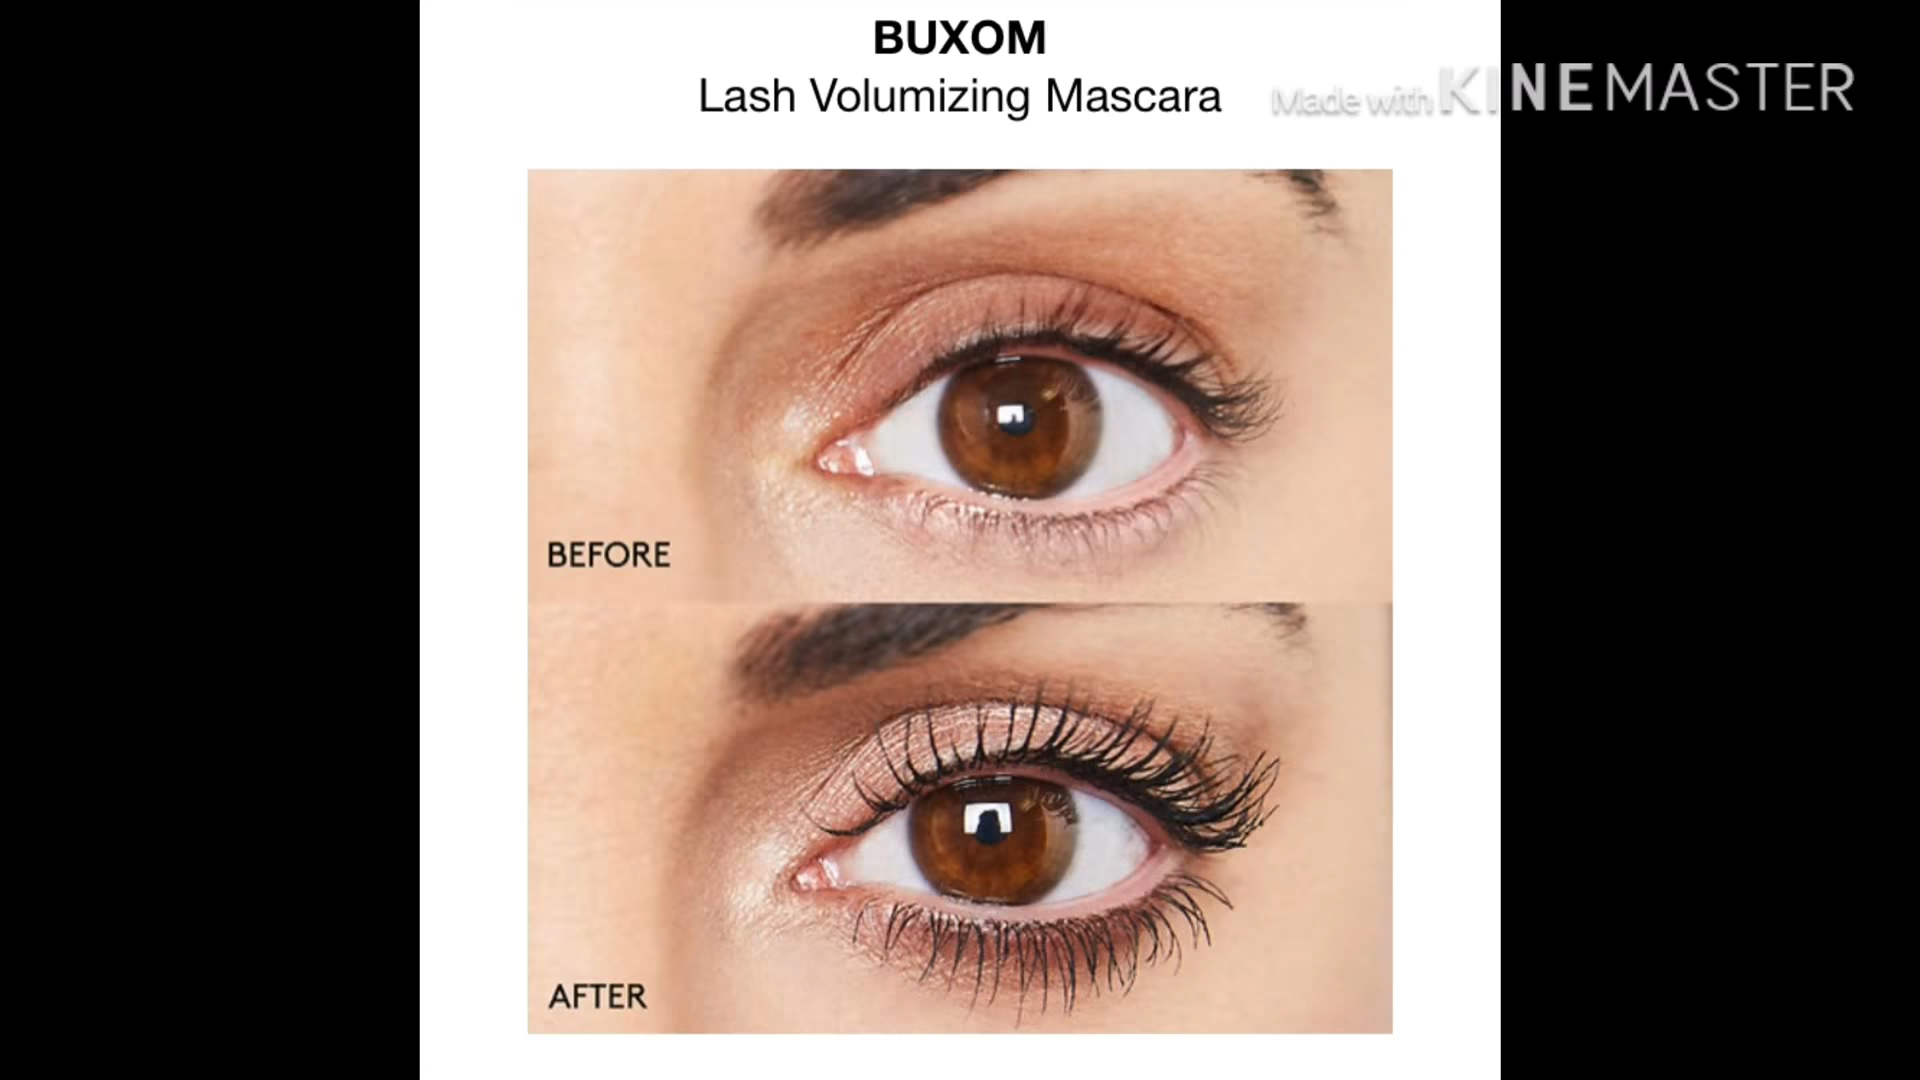 BUXOM
Lash Volumizing Mascara
Made with KINEMASTER
BEFORE
AFTER